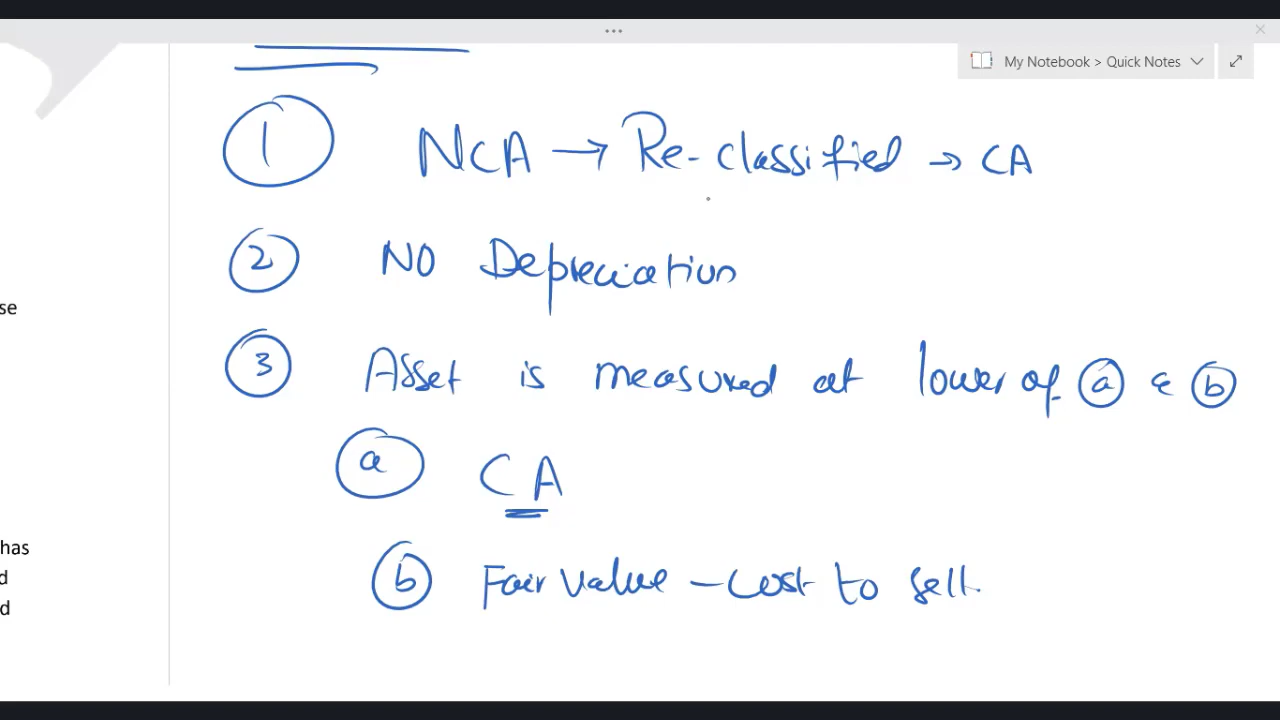 ...
My Notebook > Quick Notes
1 NCA → Re-classified → CA
2 NO Depreciation
se
3 Asset is measured at lower of a & b
a CA
b Fair value - cost to sell.
has
d
d